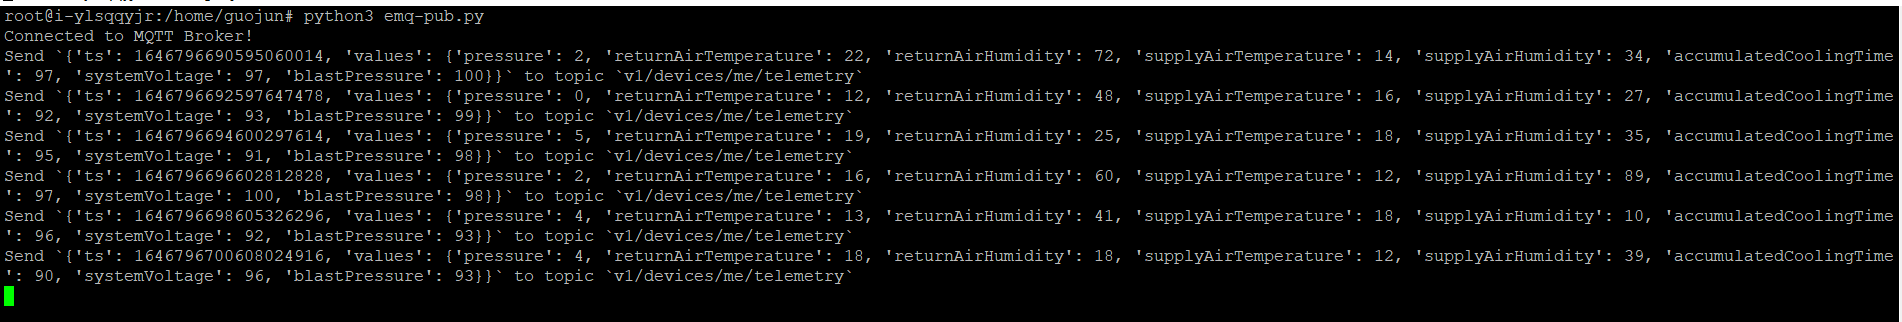 root@i-ylsqqyjr:/home/guojun# python3 emq-pub.py
Connected to MQTT Broker!
Send `{'ts': 1646796690595060014, 'values': {'pressure': 2, 'returnAirTemperature': 22, 'returnAirHumidity': 72, 'supplyAirTemperature': 14, 'supplyAirHumidity': 34, 'accumulatedCoolingTime
': 97, 'systemVoltage': 97, 'blastPressure': 100}}` to topic `v1/devices/me/telemetry`
Send `{'ts': 1646796692597647478, 'values': {'pressure': 0, 'returnAirTemperature': 12, 'returnAirHumidity': 48, 'supplyAirTemperature': 16, 'supplyAirHumidity': 27, 'accumulatedCoolingTime
': 92, 'systemVoltage': 93, 'blastPressure': 99}}` to topic `v1/devices/me/telemetry`
Send `{'ts': 1646796694600297614, 'values': {'pressure': 5, 'returnAirTemperature': 19, 'returnAirHumidity': 25, 'supplyAirTemperature': 18, 'supplyAirHumidity': 35, 'accumulatedCoolingTime
': 95, 'systemVoltage': 91, 'blastPressure': 98}}` to topic `v1/devices/me/telemetry`
Send `{'ts': 1646796696602812828, 'values': {'pressure': 2, 'returnAirTemperature': 16, 'returnAirHumidity': 60, 'supplyAirTemperature': 12, 'supplyAirHumidity': 89, 'accumulatedCoolingTime
': 97, 'systemVoltage': 100, 'blastPressure': 98}}` to topic `v1/devices/me/telemetry`
Send `{'ts': 1646796698605326296, 'values': {'pressure': 4, 'returnAirTemperature': 13, 'returnAirHumidity': 41, 'supplyAirTemperature': 18, 'supplyAirHumidity': 10, 'accumulatedCoolingTime
': 96, 'systemVoltage': 92, 'blastPressure': 93}}` to topic `v1/devices/me/telemetry`
Send `{'ts': 1646796700608024916, 'values': {'pressure': 4, 'returnAirTemperature': 18, 'returnAirHumidity': 18, 'supplyAirTemperature': 12, 'supplyAirHumidity': 39, 'accumulatedCoolingTime
': 90, 'systemVoltage': 96, 'blastPressure': 93}}` to topic `v1/devices/me/telemetry`